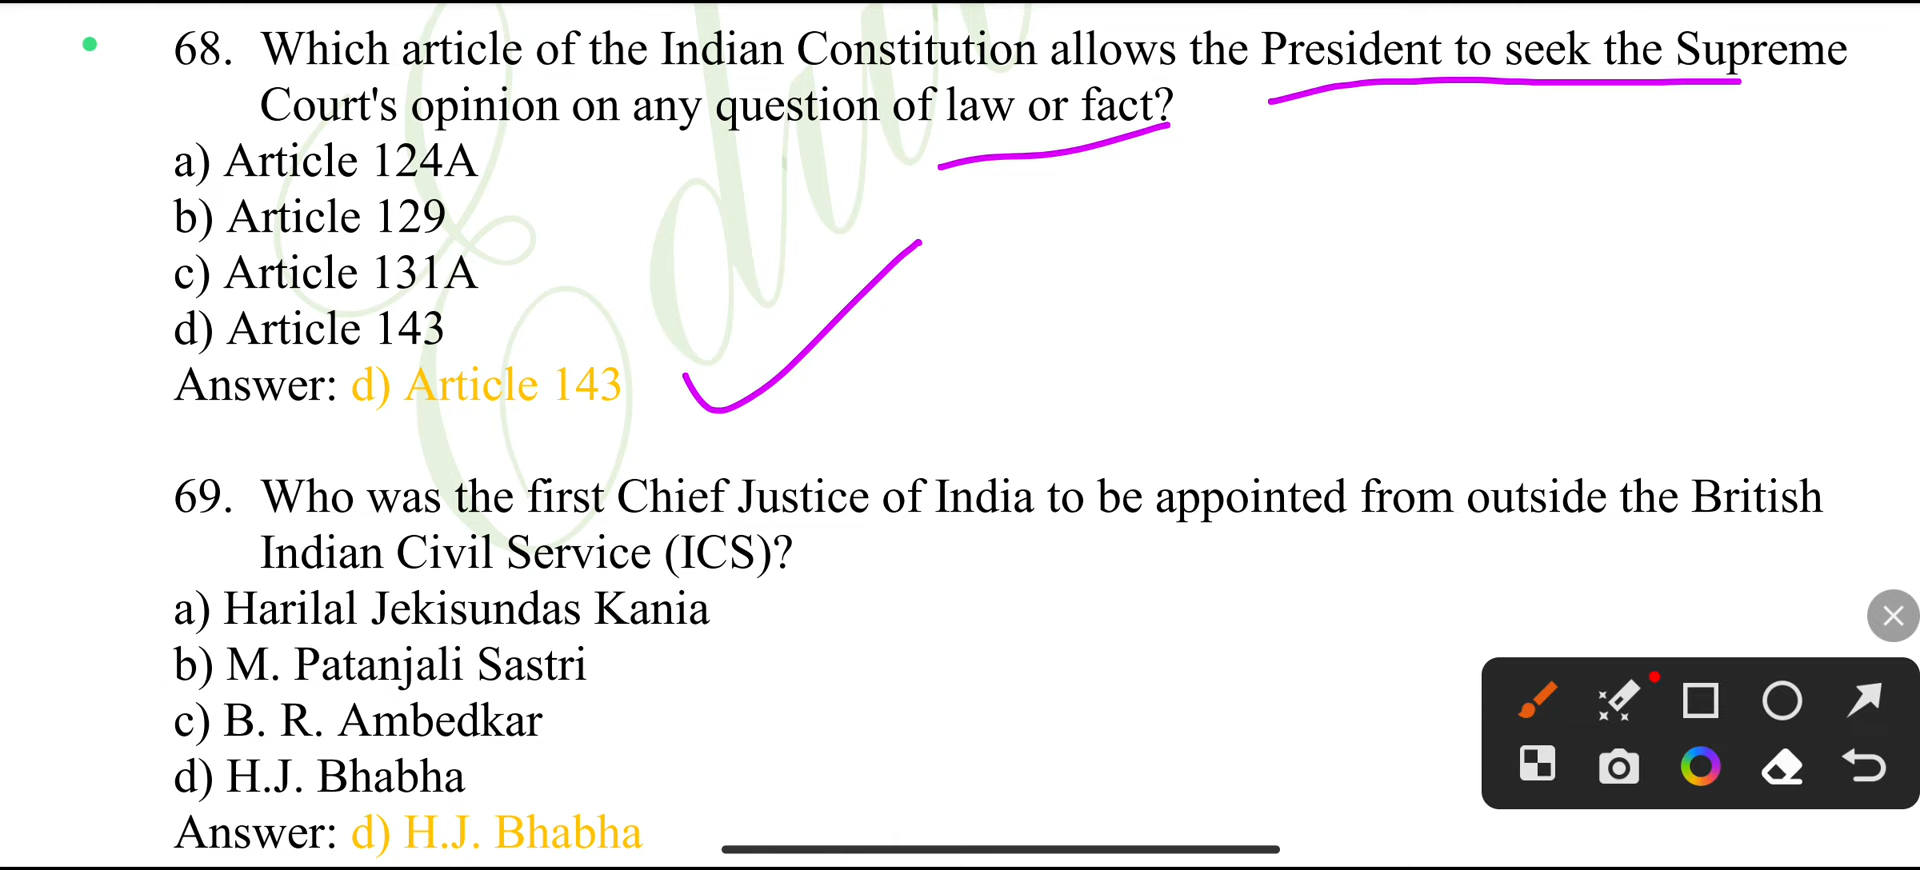 68. Which article of the Indian Constitution allows the President to seek the Supreme
Court's opinion on any question of law or fact?
a) Article 124A
b) Article 129
c) Article 131A
d) Article 143
Answer: d) Article 143
69. Who was the first Chief Justice of India to be appointed from outside the British
Indian Civil Service (ICS)?
a) Harilal Jekisundas Kania
b) M. Patanjali Sastri
c) B. R. Ambedkar
d) H.J. Bhabha
Answer: d) H.J. Bhabha